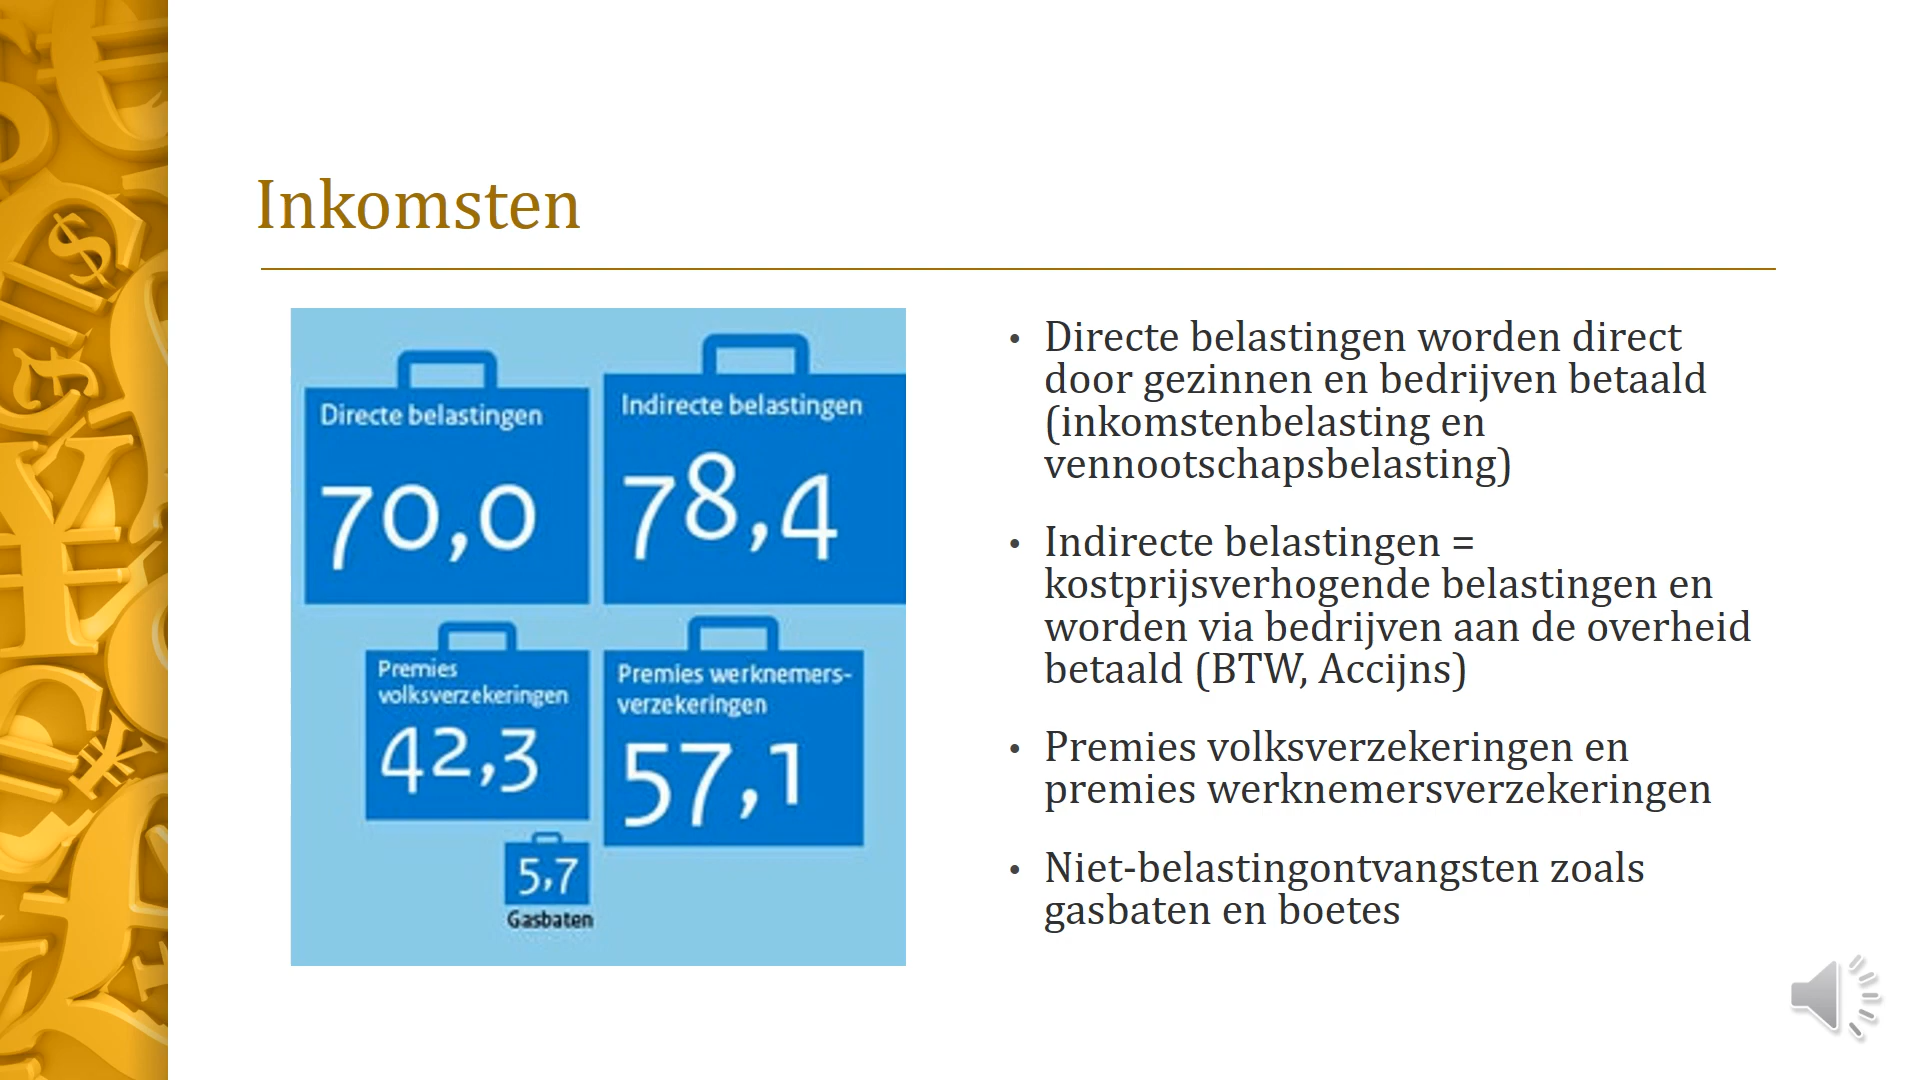 Inkomsten
Directe belastingen
70,0
Indirecte belastingen
78,4
Premies
volksverzekeringen
42,3
Premies werknemers-
verzekeringen
57,1
5,7
Gasbaten
• Directe belastingen worden direct
door gezinnen en bedrijven betaald
(inkomstenbelasting en
vennootschapsbelasting)
• Indirecte belastingen =
kostprijsverhogende belastingen en
worden via bedrijven aan de overheid
betaald (BTW, Accijns)
• Premies volksverzekeringen en
premies werknemersverzekeringen
• Niet-belastingontvangsten zoals
gasbaten en boetes